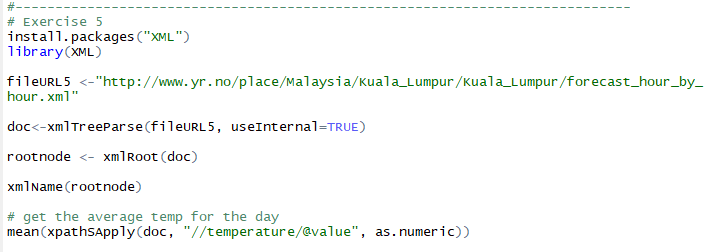 #------------------------------------------------------------------------------
# Exercise 5
install.packages("XML")
library(XML)
fileURL5 <-"http://www.yr.no/place/Malaysia/Kuala_Lumpur/Kuala_Lumpur/forecast_hour_by_
hour.xml"
doc<-xmlTreeParse(fileURL5, useInternal=TRUE)
rootnode <- xmlRoot(doc)
xmlName(rootnode)
# get the average temp for the day
mean(xpathSApply(doc, "//temperature/@value", as.numeric))